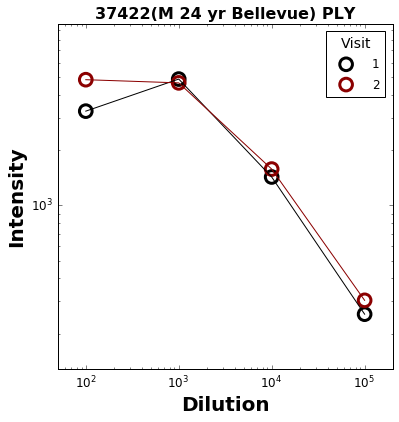 37422(M 24 yr Bellevue) PLY
Visit
1
2
Intensity
10³
10² 10³ 10⁴ 10⁵
Dilution